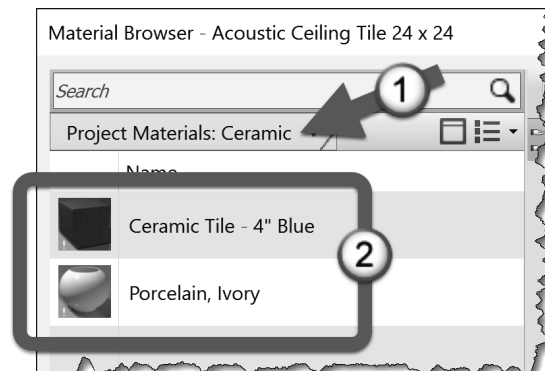 Material Browser - Acoustic Ceiling Tile 24 x 24
Search
1
Project Materials: Ceramic
Name
Ceramic Tile - 4" Blue
2
Porcelain, Ivory